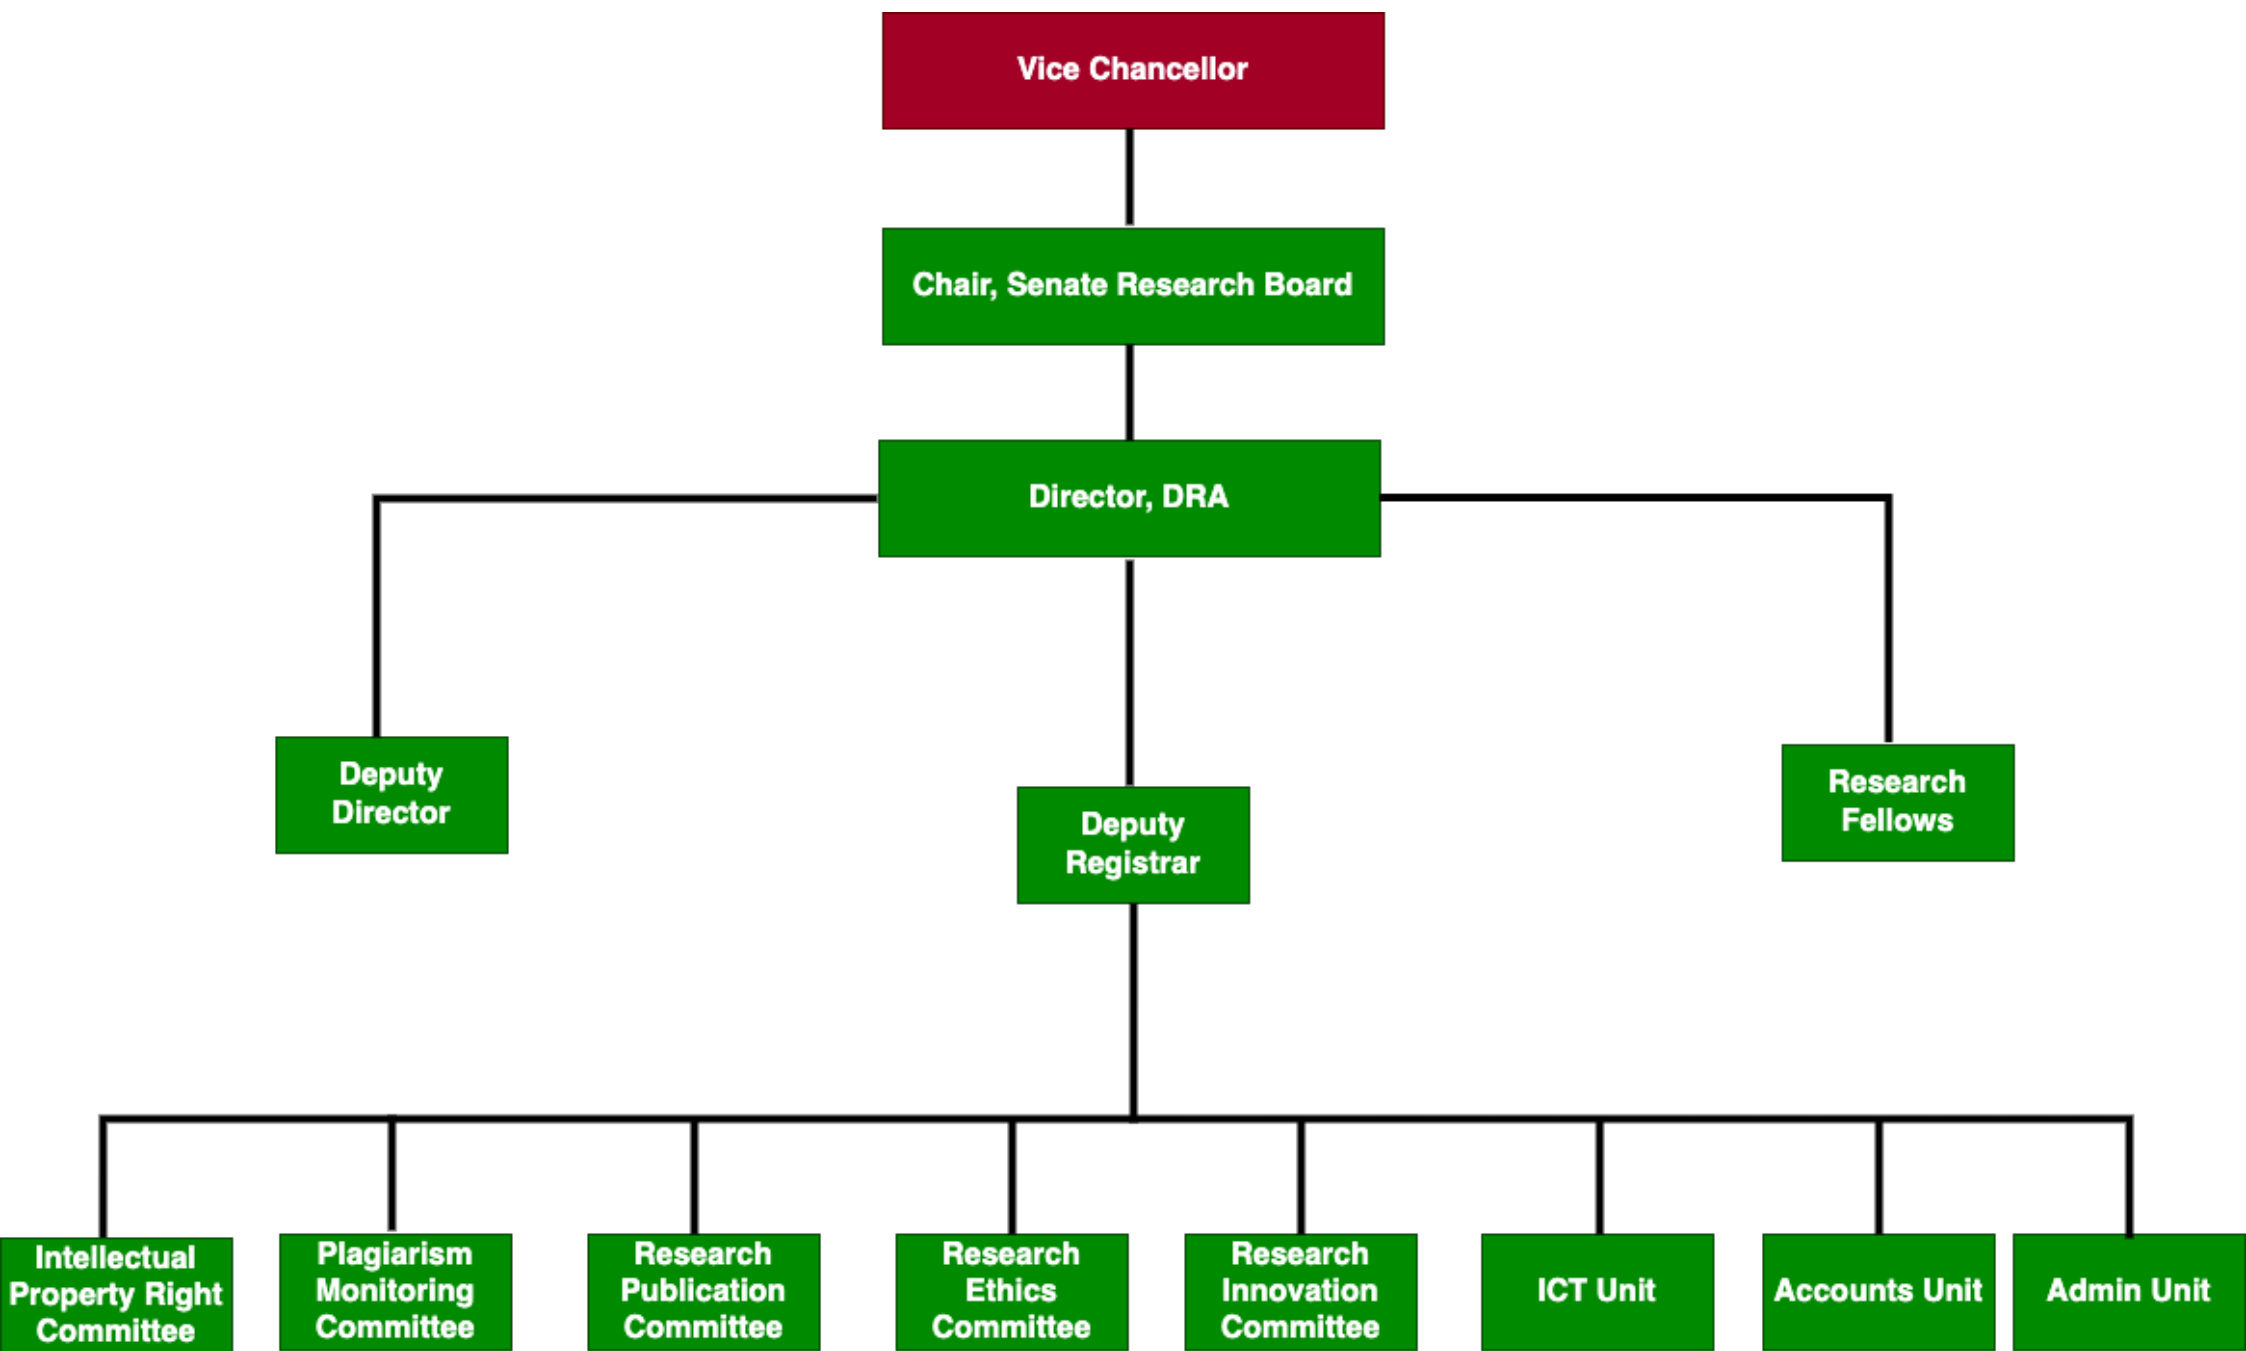 Vice Chancellor
Chair, Senate Research Board
Director, DRA
Deputy
Director
Deputy
Registrar
Research
Fellows
Intellectual
Property Right
Committee
Plagiarism
Monitoring
Committee
Research
Publication
Committee
Research
Ethics
Committee
Research
Innovation
Committee
ICT Unit
Accounts Unit
Admin Unit